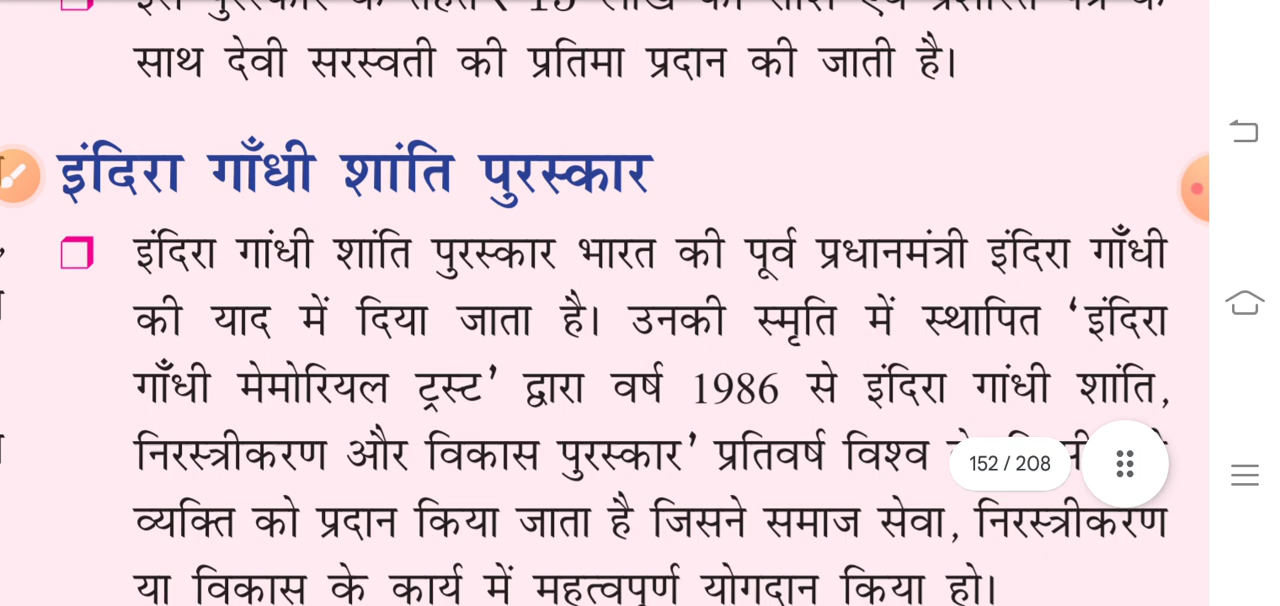 साथ देवी सरस्वती की प्रतिमा प्रदान की जाती है।
इंदिरा गाँधी शांति पुरस्कार
इंदिरा गांधी शांति पुरस्कार भारत की पूर्व प्रधानमंत्री इंदिरा गाँधी
की याद में दिया जाता है। उनकी स्मृति में स्थापित ‘इंदिरा
गाँधी मेमोरियल ट्रस्ट’ द्वारा वर्ष 1986 से इंदिरा गांधी शांति,
निरस्त्रीकरण और विकास पुरस्कार’ प्रतिवर्ष विश्व
152 / 208
व्यक्ति को प्रदान किया जाता है जिसने समाज सेवा, निरस्त्रीकरण
या विकास के कार्य में महत्वपूर्ण योगदान किया हो।